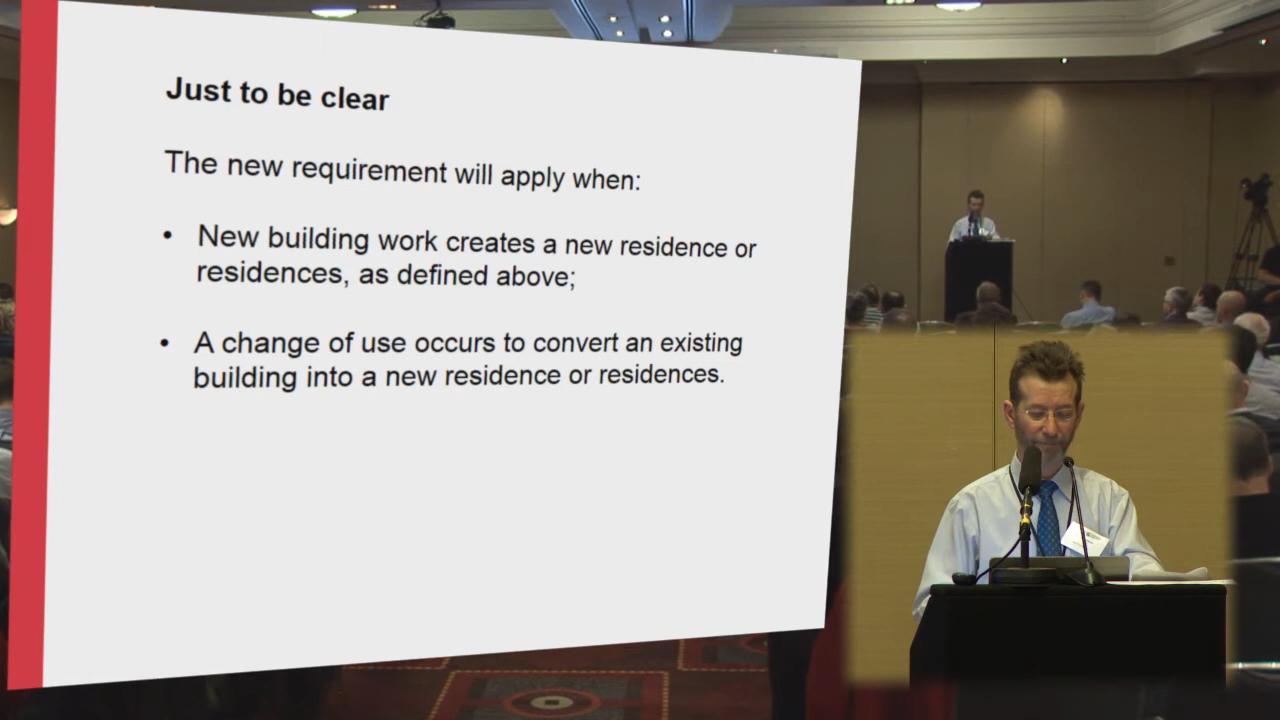 Just to be clear
The new requirement will apply when:
• New building work creates a new residence or
residences, as defined above;
• A change of use occurs to convert an existing
building into a new residence or residences.